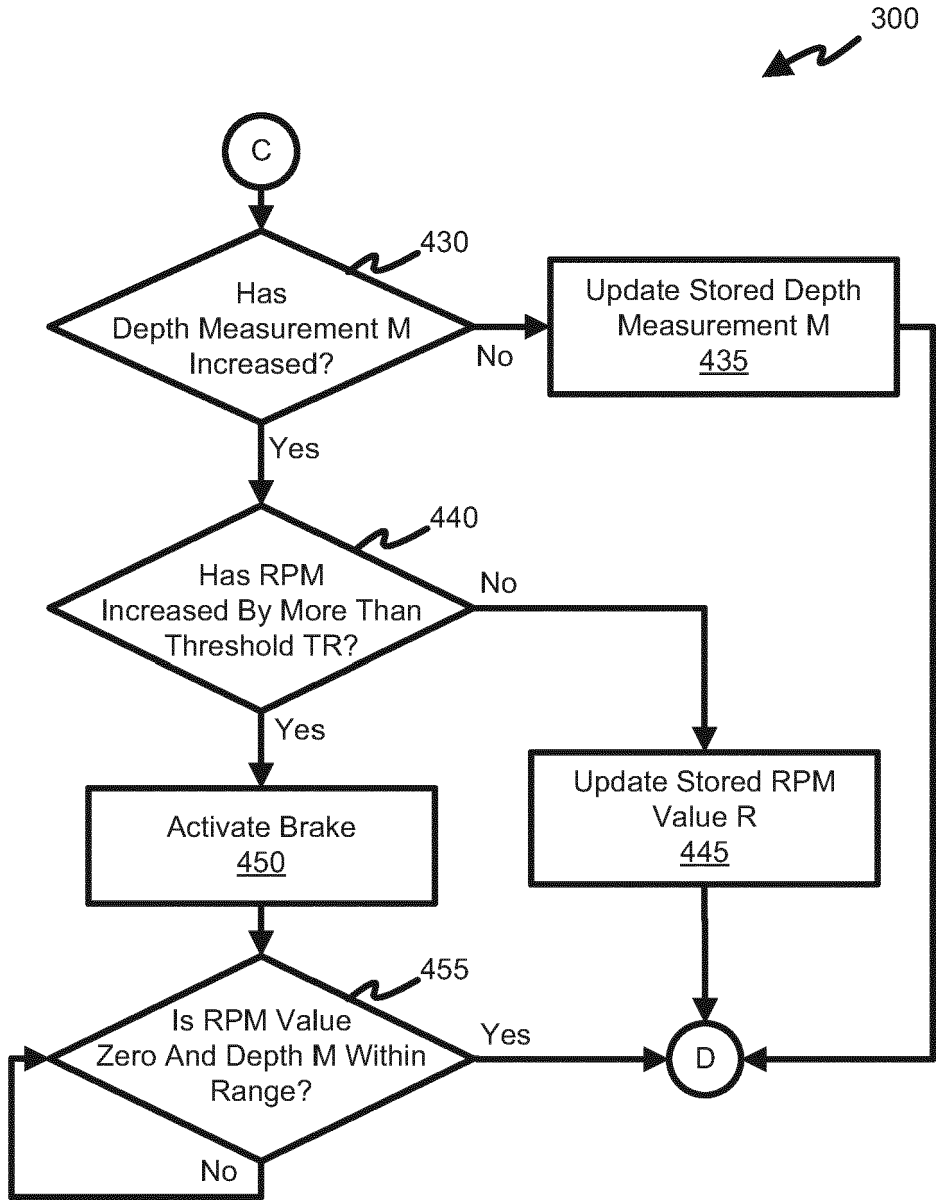 300
C
430
Has
Depth Measurement M
Increased?
No
Update Stored Depth
Measurement M
435
Yes
440
Has RPM
Increased By More Than
Threshold TR?
No
Yes
Update Stored RPM
Value R
445
Activate Brake
450
455
Is RPM Value
Zero And Depth M Within
Range?
Yes
D
No